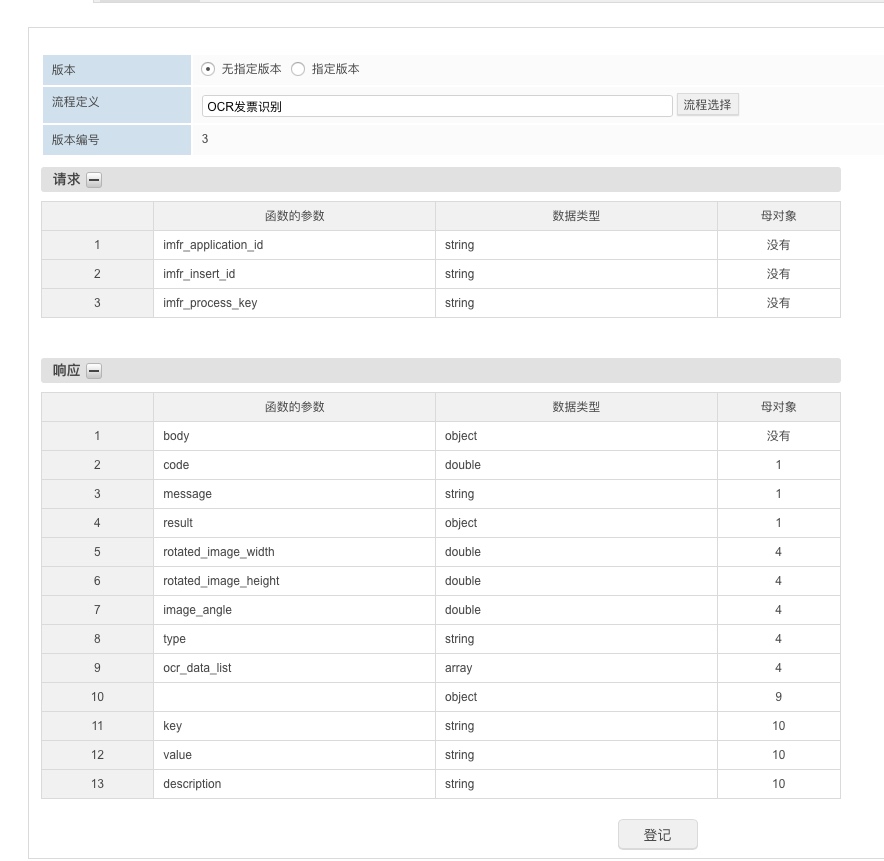 版本 无指定版本 指定版本
流程定义 OCR发票识别 流程选择
版本编号 3
请求
函数的参数 数据类型 母对象
1 imfr_application_id string 没有
2 imfr_insert_id string 没有
3 imfr_process_key string 没有
响应
函数的参数 数据类型 母对象
1 body object 没有
2 code double 1
3 message string 1
4 result object 1
5 rotated_image_width double 4
6 rotated_image_height double 4
7 image_angle double 4
8 type string 4
9 ocr_data_list array 4
10 object 9
11 key string 10
12 value string 10
13 description string 10
登记